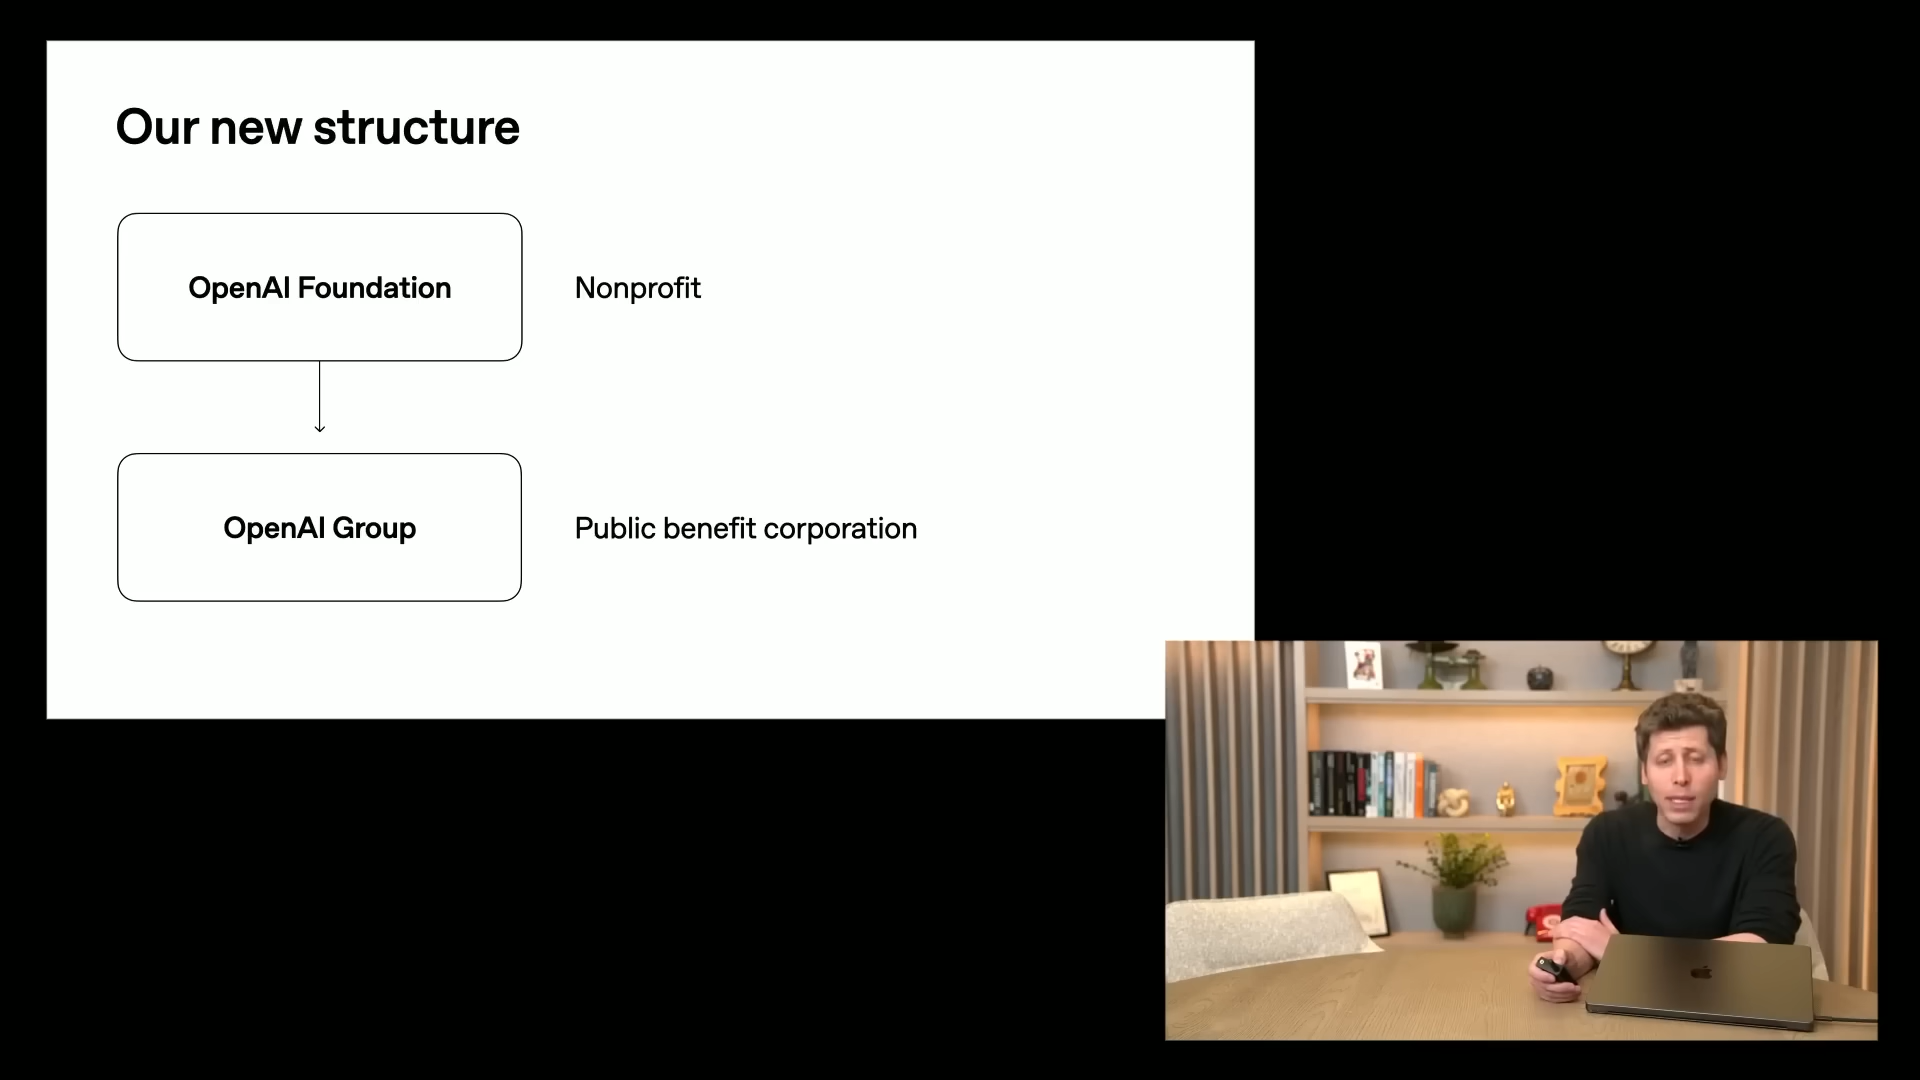 Our new structure
OpenAI Foundation
Nonprofit
OpenAI Group
Public benefit corporation